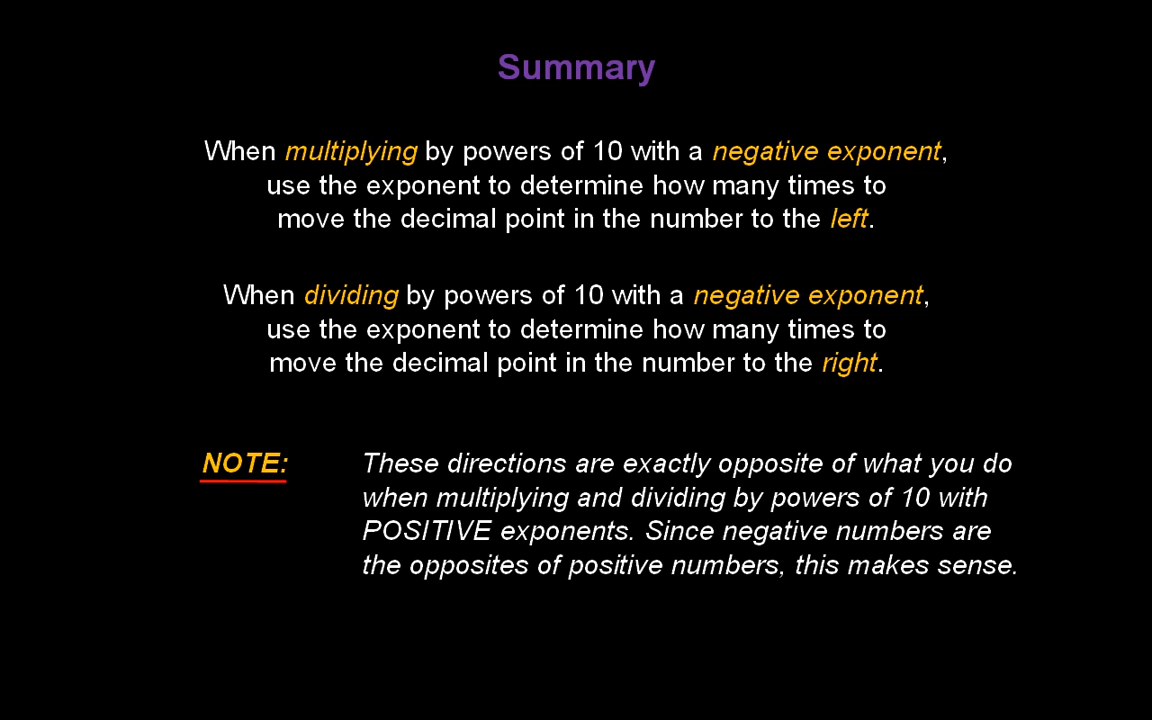 Summary
When multiplying by powers of 10 with a negative exponent,
use the exponent to determine how many times to
move the decimal point in the number to the left.
When dividing by powers of 10 with a negative exponent,
use the exponent to determine how many times to
move the decimal point in the number to the right.
NOTE: These directions are exactly opposite of what you do
when multiplying and dividing by powers of 10 with
POSITIVE exponents. Since negative numbers are
the opposites of positive numbers, this makes sense.